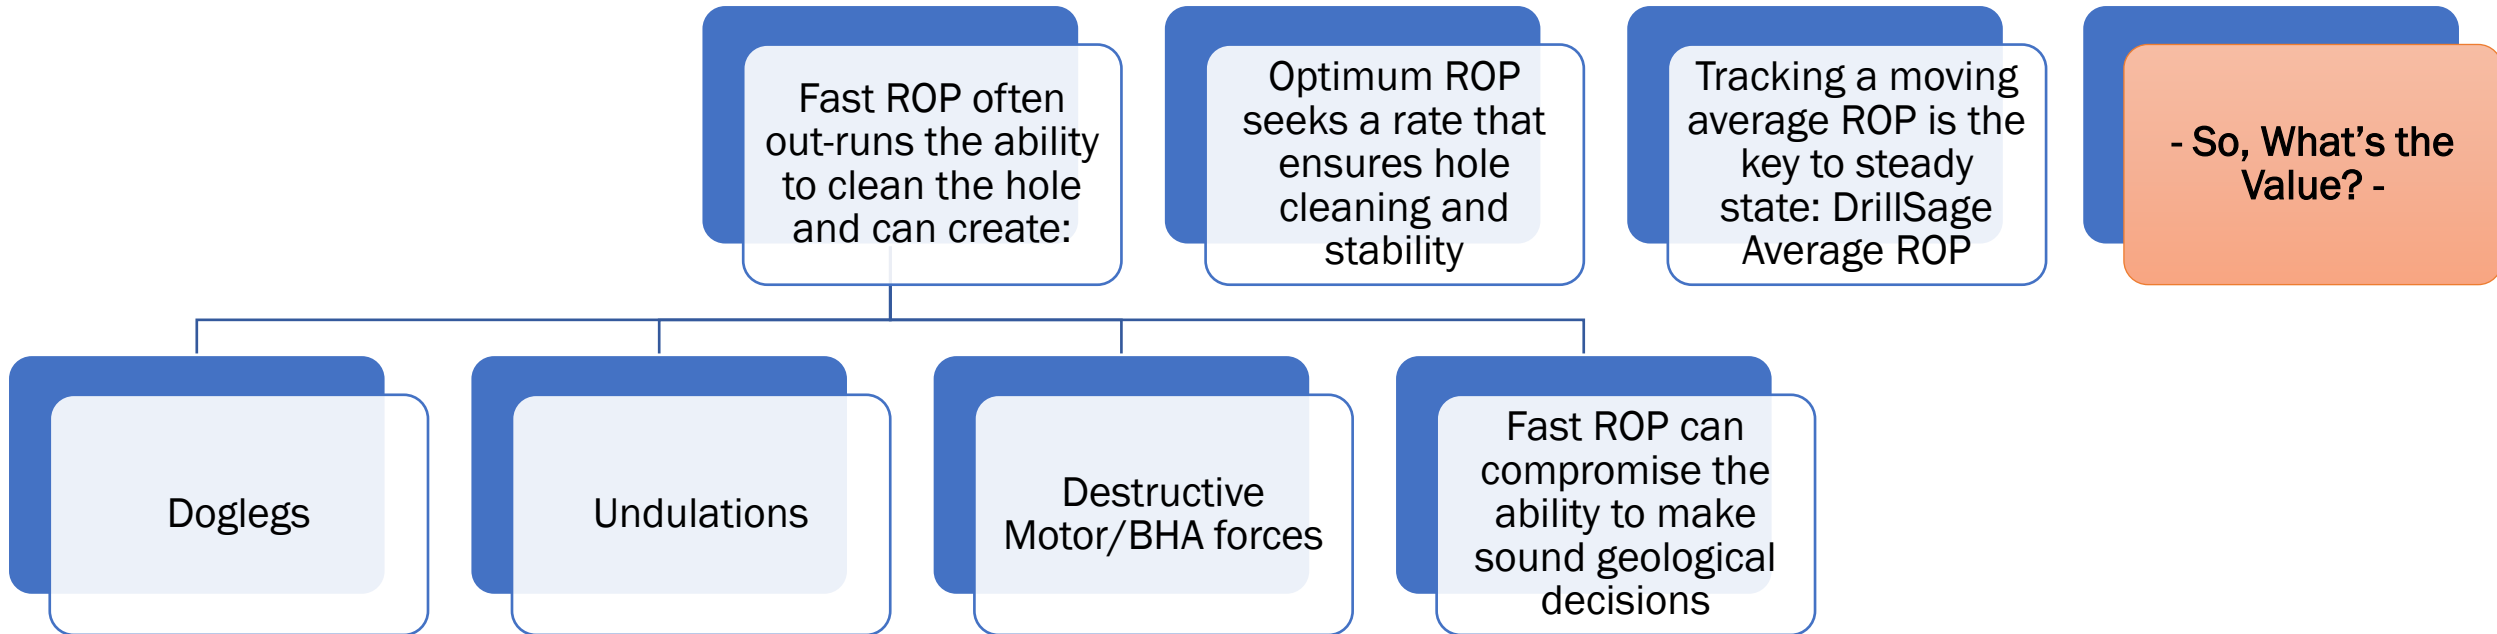 Fast ROP often
out-runs the ability
to clean the hole
and can create:
Optimum ROP
seeks a rate that
ensures hole
cleaning and
stability
Tracking a moving
average ROP is the
key to steady
state: DrillSage
Average ROP
- So, What’s the
Value? -
Doglegs
Undulations
Destructive
Motor/BHA forces
Fast ROP can
compromise the
ability to make
sound geological
decisions